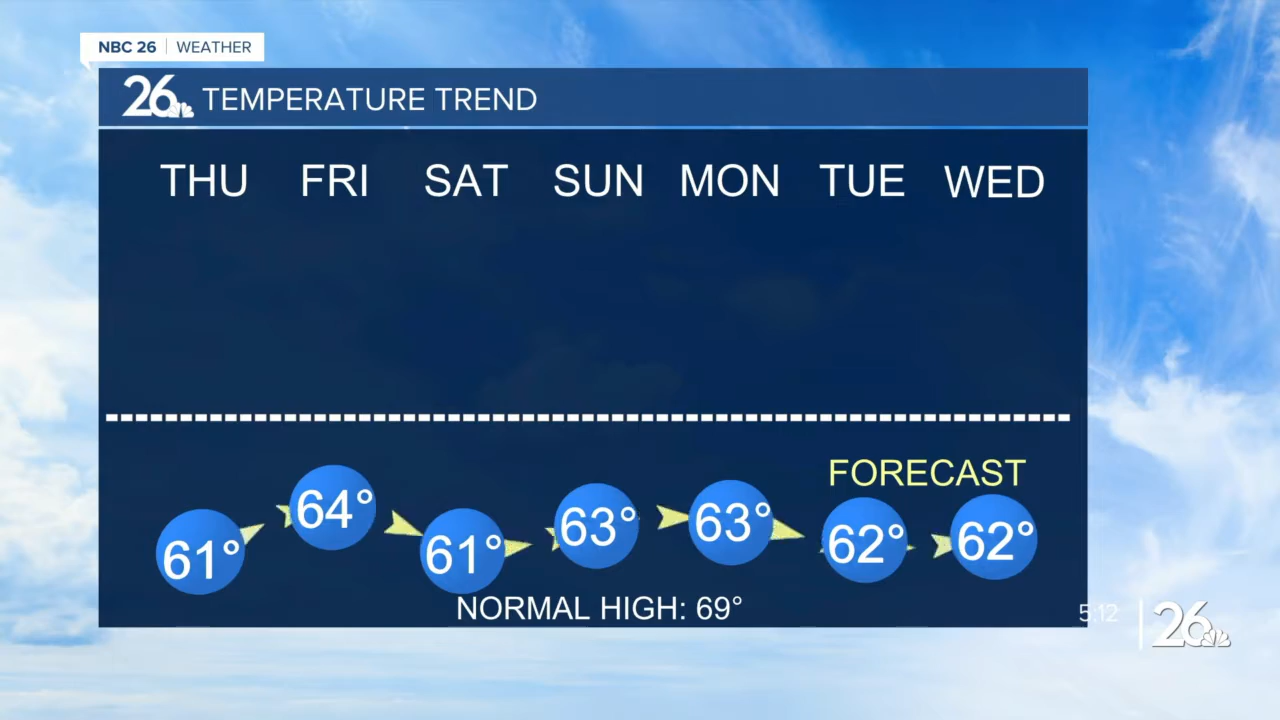 NBC 26 | WEATHER
26 TEMPERATURE TREND
THU FRI SAT SUN MON TUE WED
FORECAST
61° 64° 61° 63° 63° 62° 62°
NORMAL HIGH: 69°
5:12 26